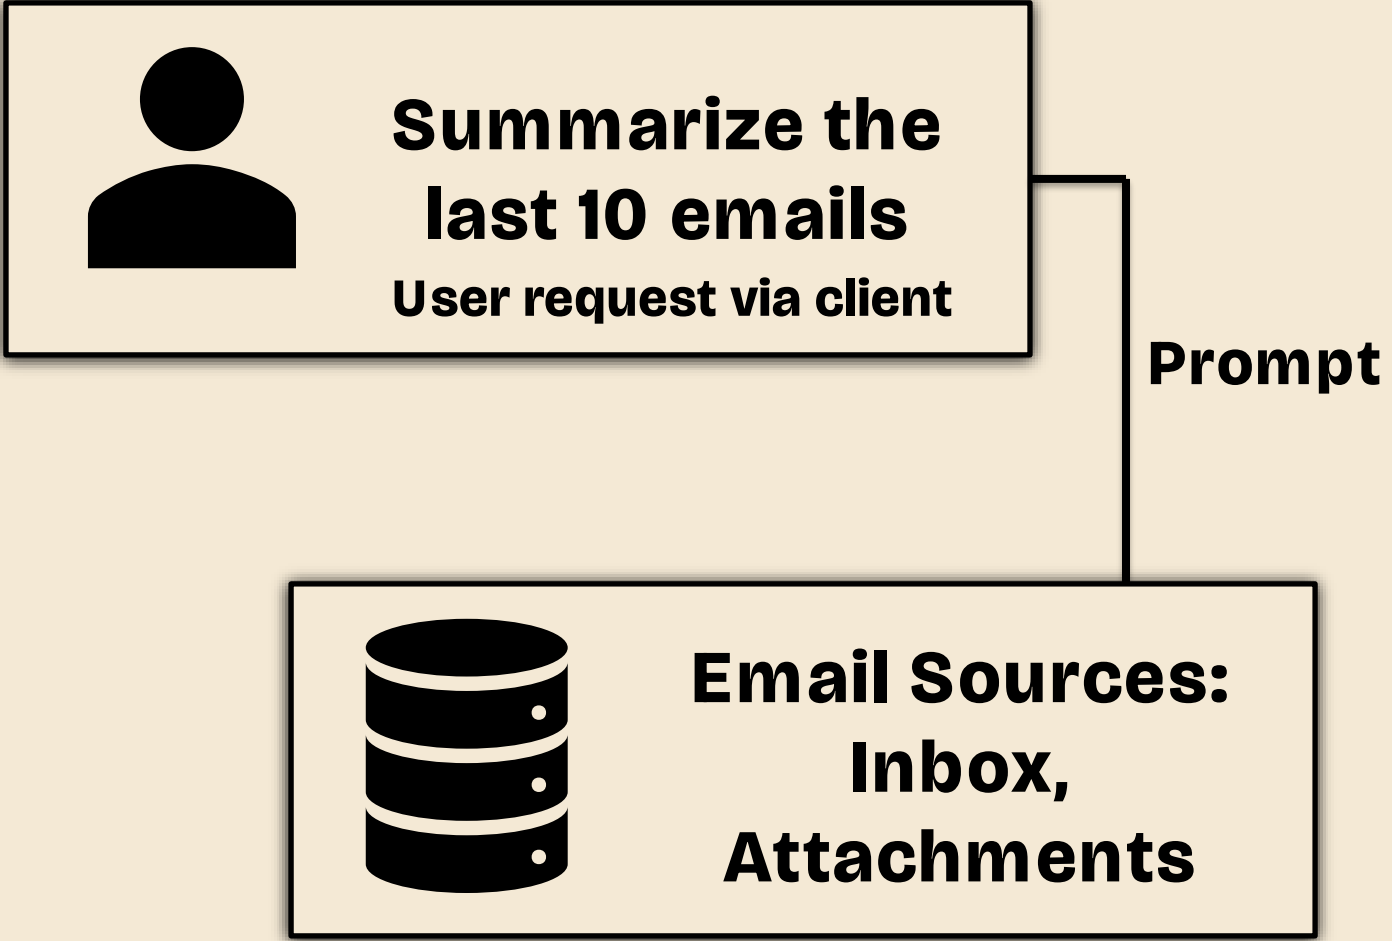 Summarize the
last 10 emails
User request via client
Prompt
Email Sources:
Inbox,
Attachments